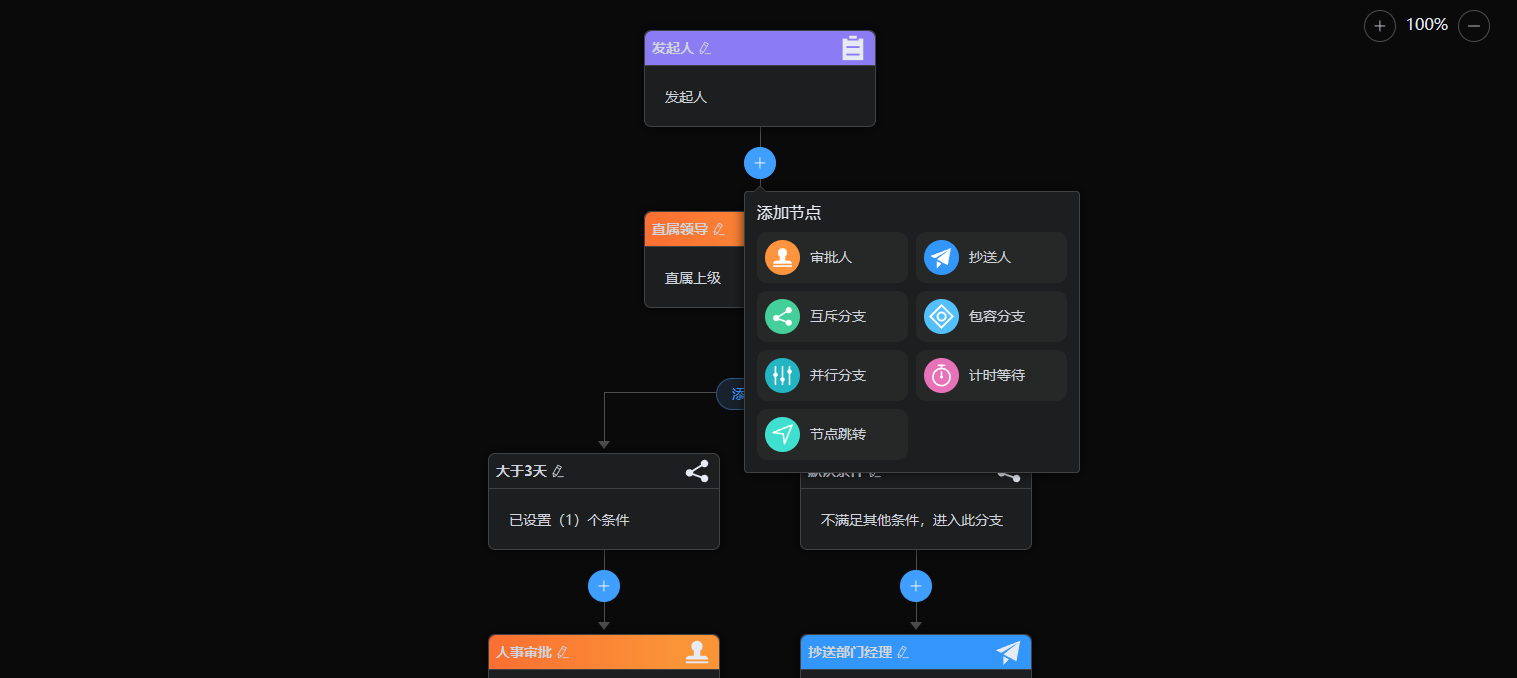 100%
发起人
发起人
添加节点
直属领导
审批人
抄送人
直属上级
互斥分支
包容分支
并行分支
计时等待
添
节点跳转
大于3天
已设置（1）个条件
不满足其他条件，进入此分支
人事审批
抄送部门经理